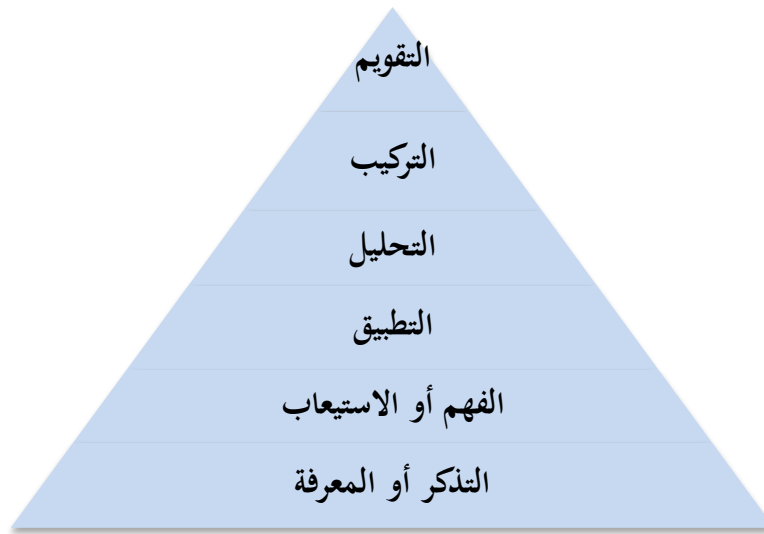 التقويم
التركيب
التحليل
التطبيق
الفهم أو الاستيعاب
التذكر أو المعرفة